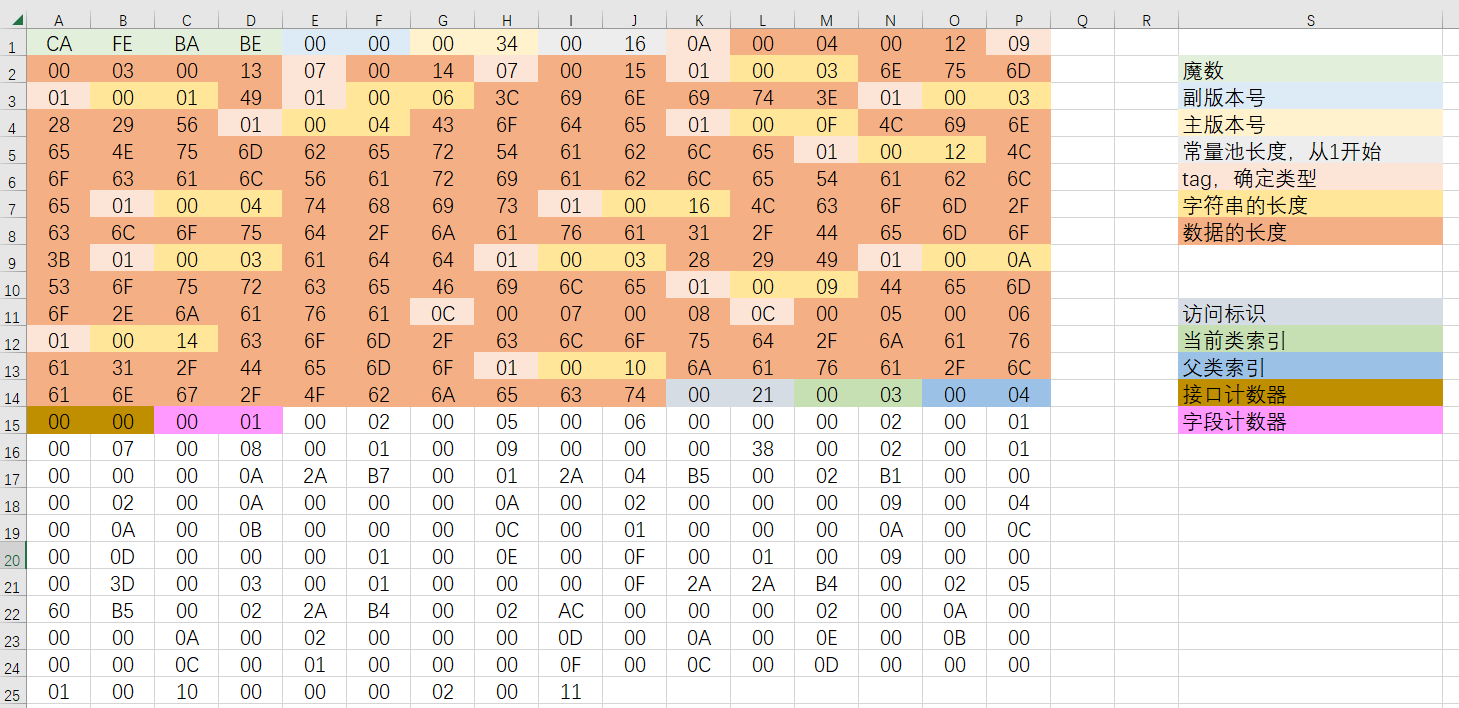 A B C D E F G H I J K L M N O P Q R S
1 CA FE BA BE 00 00 00 34 00 16 0A 00 04 00 12 09
2 00 03 00 13 07 00 14 07 00 15 01 00 03 6E 75 6D 魔数
3 01 00 01 49 01 00 06 3C 69 6E 69 74 3E 01 00 03 副版本号
4 28 29 56 01 00 04 43 6F 64 65 01 00 0F 4C 69 6E 主版本号
5 65 4E 75 6D 62 65 72 54 61 62 6C 65 01 00 12 4C 常量池长度，从1开始
6 6F 63 61 6C 56 61 72 69 61 62 6C 65 54 61 62 6C tag，确定类型
7 65 01 00 04 74 68 69 73 01 00 16 4C 63 6F 6D 2F 字符串的长度
8 63 6C 6F 75 64 2F 6A 61 76 61 31 2F 44 65 6D 6F 数据的长度
9 3B 01 00 03 61 64 64 01 00 03 28 29 49 01 00 0A
10 53 6F 75 72 63 65 46 69 6C 65 01 00 09 44 65 6D
11 6F 2E 6A 61 76 61 0C 00 07 00 08 0C 00 05 00 06 访问标识
12 01 00 14 63 6F 6D 2F 63 6C 6F 75 64 2F 6A 61 76 当前类索引
13 61 31 2F 44 65 6D 6F 01 00 10 6A 61 76 61 2F 6C 父类索引
14 61 6E 67 2F 4F 62 6A 65 63 74 00 21 00 03 00 04 接口计数器
15 00 00 00 01 00 02 00 05 00 06 00 00 00 02 00 01 字段计数器
16 00 07 00 08 00 01 00 09 00 00 00 38 00 02 00 01
17 00 00 00 0A 2A B7 00 01 2A 04 B5 00 02 B1 00 00
18 00 02 00 0A 00 00 00 0A 00 02 00 00 00 09 00 04
19 00 0A 00 0B 00 00 00 0C 00 01 00 00 00 0A 00 0C
20 00 0D 00 00 00 01 00 0E 00 0F 00 01 00 09 00 00
21 00 3D 00 03 00 01 00 00 00 0F 2A 2A B4 00 02 05
22 60 B5 00 02 2A B4 00 02 AC 00 00 00 02 00 0A 00
23 00 00 0A 00 02 00 00 00 0D 00 0A 00 0E 00 0B 00
24 00 00 0C 00 01 00 00 00 0F 00 0C 00 0D 00 00 00
25 01 00 10 00 00 00 02 00 11